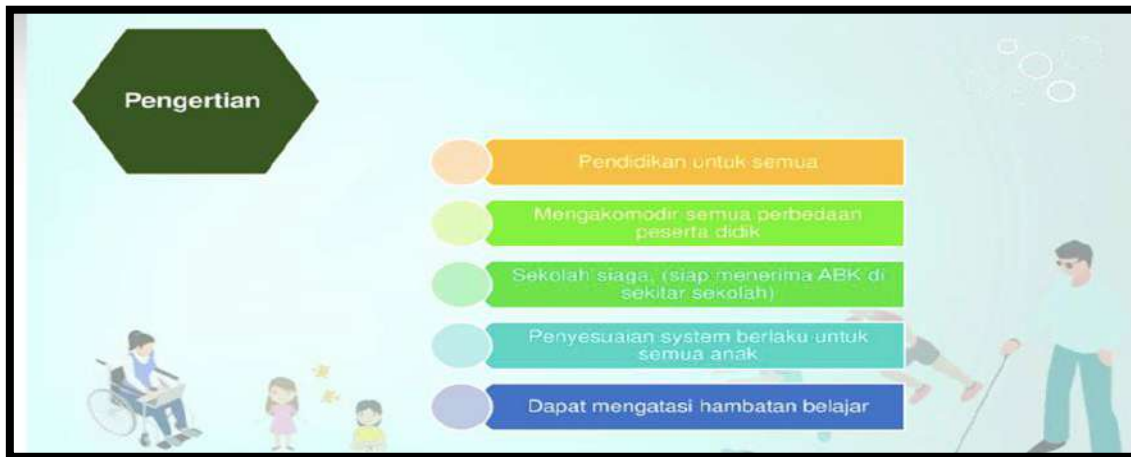 Pengertian
Pendidikan untuk semua
Mengakomodir semua perbedaan
peserta didik
Sekolah siaga, (siap menerima ABK di
sekitar sekolah)
Penyesuaian system berlaku untuk
semua anak
Dapat mengatasi hambatan belajar